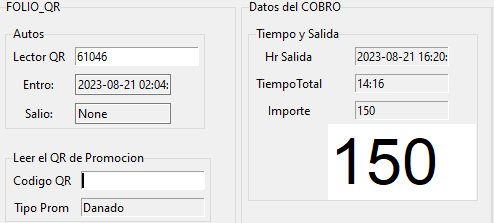 FOLIO_QR
Autos
Lector QR 61046
Entro: 2023-08-21 02:04:
Salio: None
Leer el QR de Promocion
Codigo QR
Tipo Prom Danado
Datos del COBRO
Tiempo y Salida
Hr Salida 2023-08-21 16:20:
TiempoTotal 14:16
Importe 150
150